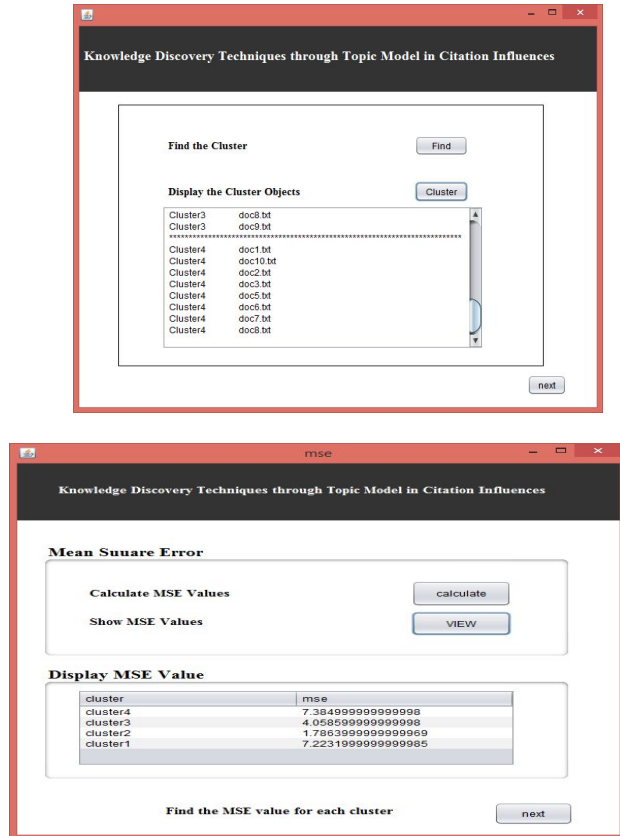 Knowledge Discovery Techniques through Topic Model in Citation Influences
Find the Cluster Find
Display the Cluster Objects Cluster
Cluster3 doc8.txt
Cluster3 doc9.txt
******************************************************************************
Cluster4 doc1.txt
Cluster4 doc10.txt
Cluster4 doc2.txt
Cluster4 doc3.txt
Cluster4 doc5.txt
Cluster4 doc6.txt
Cluster4 doc7.txt
Cluster4 doc8.txt
next
mse
Knowledge Discovery Techniques through Topic Model in Citation Influences
Mean Suuare Error
Calculate MSE Values calculate
Show MSE Values VIEW
Display MSE Value
cluster mse
cluster4 7.384999999999998
cluster3 4.058599999999998
cluster2 1.7863999999999969
cluster1 7.2231999999999985
Find the MSE value for each cluster next